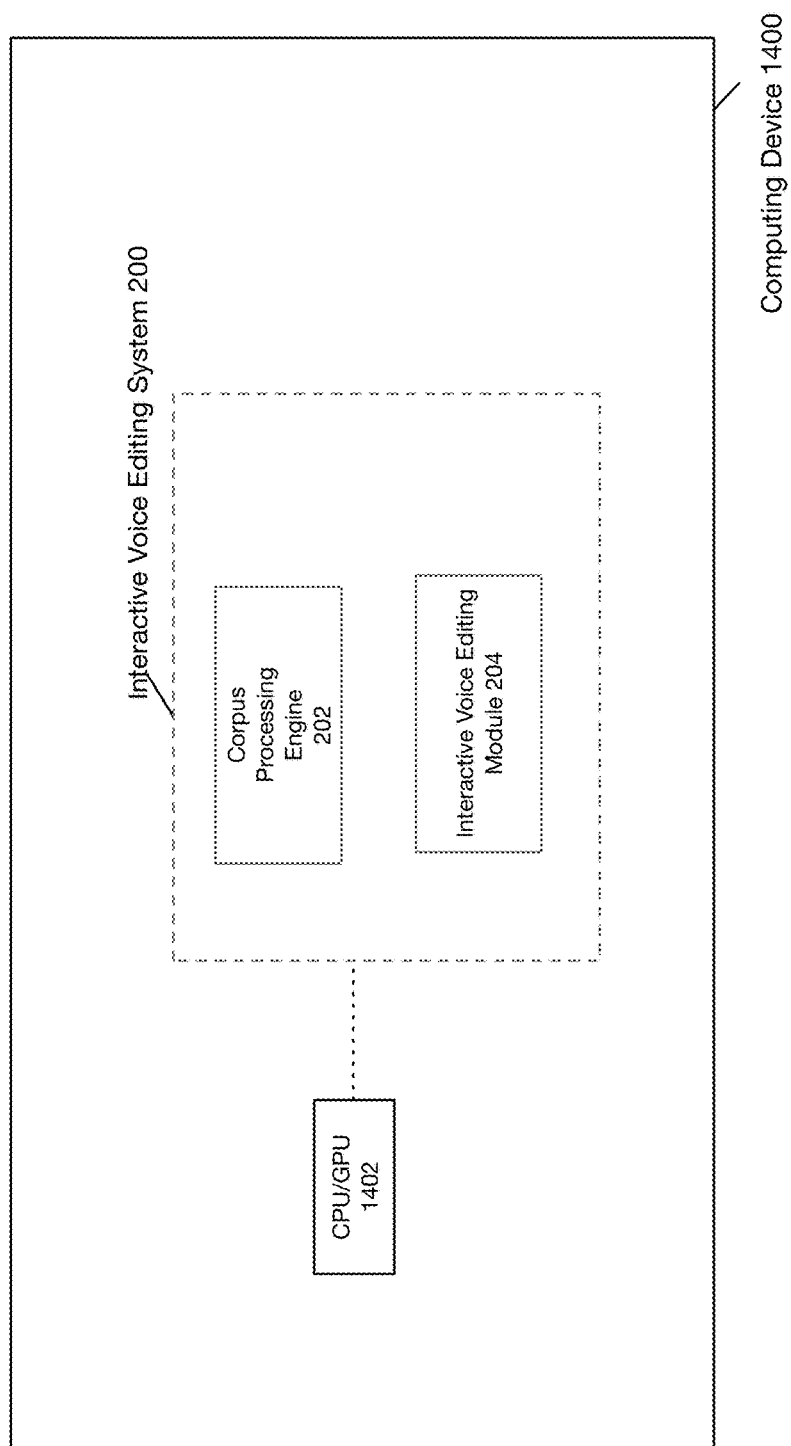 Interactive Voice Editing System 200
CPU/GPU
1402
Corpus
Processing
Engine
202
Interactive Voice Editing
Module 204
Computing Device 1400